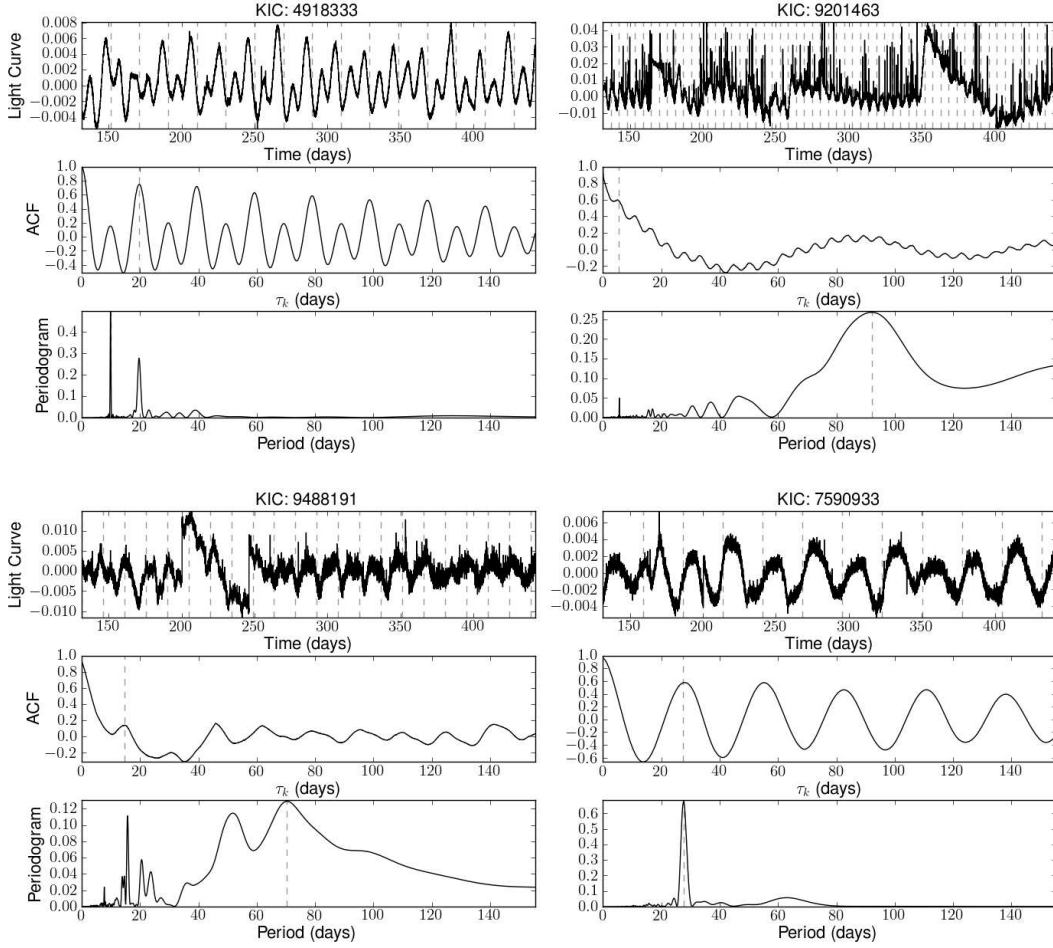 KIC: 4918333
Light Curve
0.008
0.006
0.004
0.002
0.000
−0.002
−0.004
150 200 250 300 350 400
Time (days)
ACF
1.0
0.8
0.6
0.4
0.2
0.0
−0.2
−0.4
0 20 40 60 80 100 120 140
τk (days)
Periodogram
0.4
0.3
0.2
0.1
0.0
0 20 40 60 80 100 120 140
Period (days)
KIC: 9201463
0.04
0.03
0.02
0.01
0.00
−0.01
150 200 250 300 350 400
Time (days)
1.0
0.8
0.6
0.4
0.2
0.0
−0.2
0 20 40 60 80 100 120 140
τk (days)
0.25
0.20
0.15
0.10
0.05
0.00
0 20 40 60 80 100 120 140
Period (days)
KIC: 9488191
Light Curve
0.010
0.005
0.000
−0.005
−0.010
150 200 250 300 350 400
Time (days)
ACF
1.0
0.8
0.6
0.4
0.2
0.0
−0.2
0 20 40 60 80 100 120 140
τk (days)
Periodogram
0.12
0.10
0.08
0.06
0.04
0.02
0.00
0 20 40 60 80 100 120 140
Period (days)
KIC: 7590933
0.006
0.004
0.002
0.000
−0.002
−0.004
150 200 250 300 350 400
Time (days)
1.0
0.8
0.6
0.4
0.2
0.0
−0.2
−0.4
−0.6
0 20 40 60 80 100 120 140
τk (days)
0.6
0.5
0.4
0.3
0.2
0.1
0.0
0 20 40 60 80 100 120 140
Period (days)